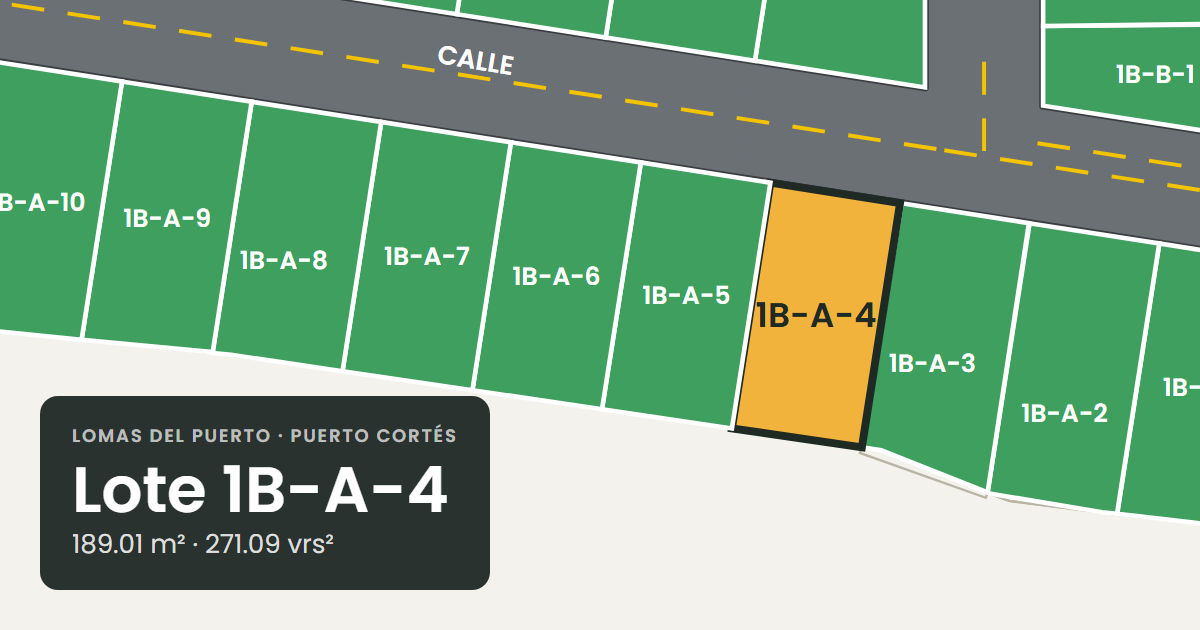 CALLE
1B-B-1
B-A-10
1B-A-9
1B-A-8
1B-A-7
1B-A-6
1B-A-5
1B-A-4
1B-A-3
1B-A-2
1B-
LOMAS DEL PUERTO · PUERTO CORTÉS
Lote 1B-A-4
189.01 m² · 271.09 vrs²